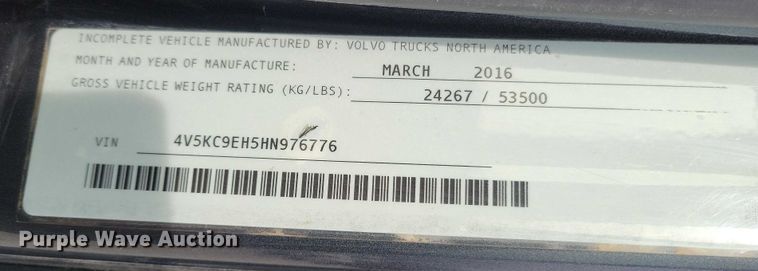 INCOMPLETE VEHICLE MANUFACTURED BY: VOLVO TRUCKS NORTH AMERICA
MONTH AND YEAR OF MANUFACTURE: MARCH 2016
GROSS VEHICLE WEIGHT RATING (KG/LBS): 24267 / 53500
VIN 4V5KC9EH5HN976776
Purple Wave Auction